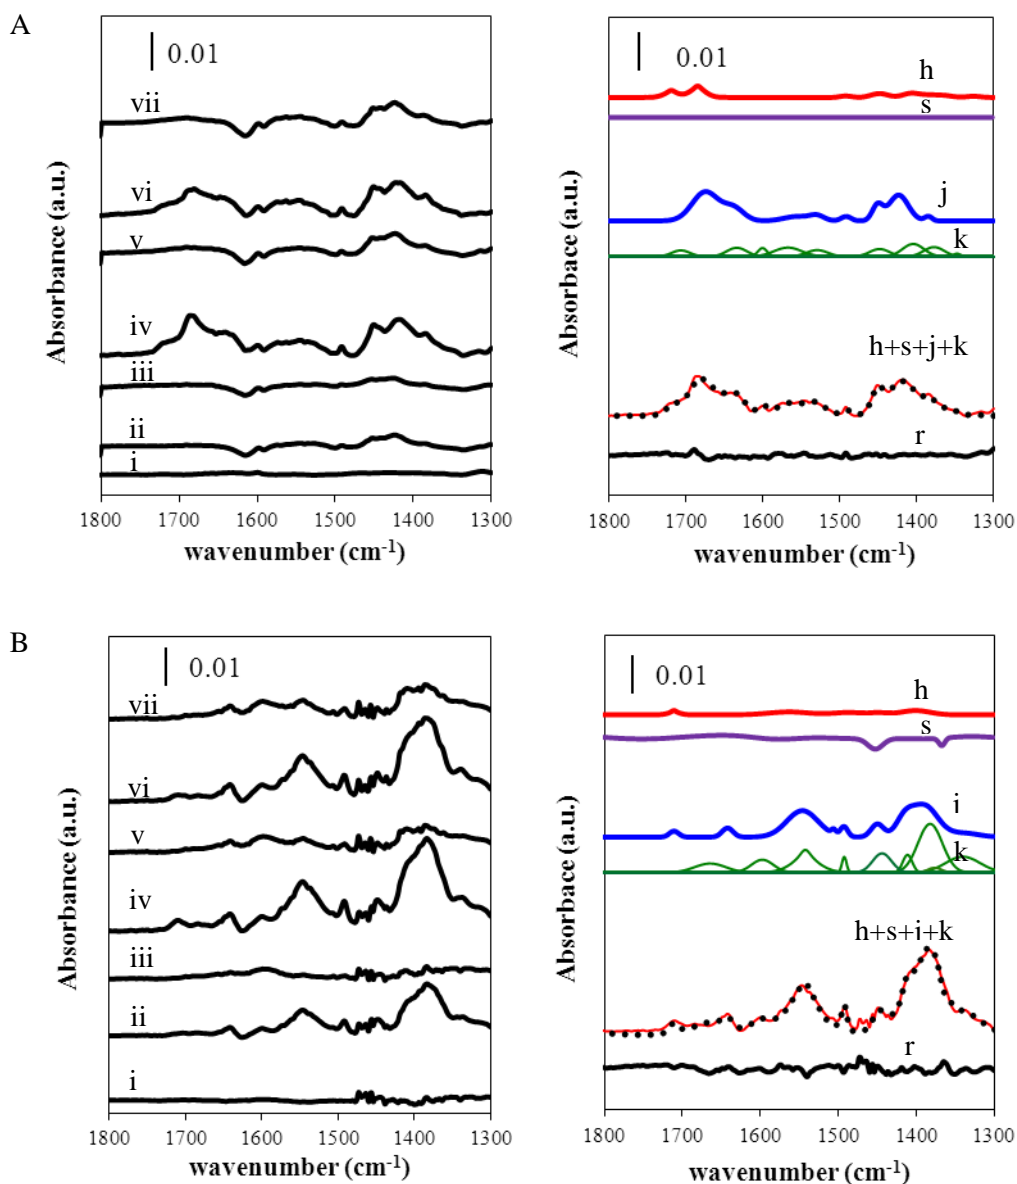 A
0.01
vii
vi
v
iv
iii
ii
i
Absorbance (a.u.)
1800 1700 1600 1500 1400 1300
wavenumber (cm-1)
0.01
h
s
j
k
h+s+j+k
r
Absorbace (a.u.)
1800 1700 1600 1500 1400 1300
wavenumber (cm-1)
B
0.01
vii
vi
v
iv
iii
ii
i
Absorbance (a.u.)
1800 1700 1600 1500 1400 1300
wavenumber (cm-1)
0.01
h
s
i
k
h+s+i+k
r
Absorbace (a.u.)
1800 1700 1600 1500 1400 1300
wavenumber (cm-1)